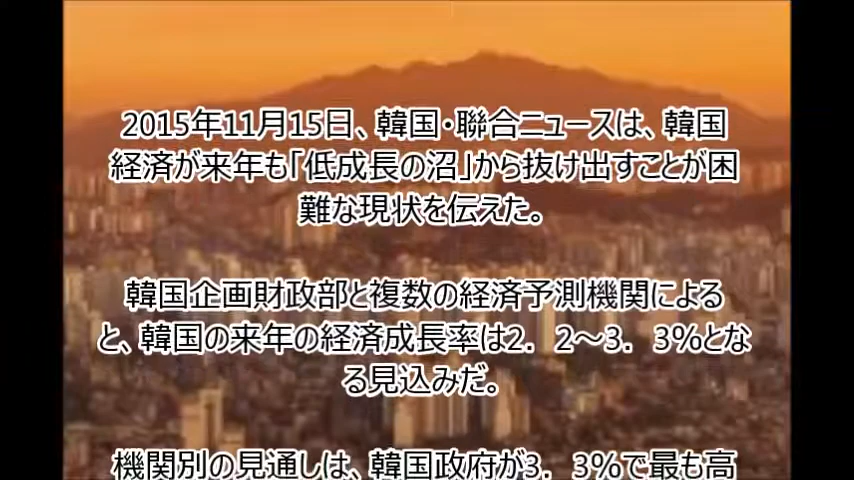 2015年11月15日、韓国・聯合ニュースは、韓国
経済が来年も「低成長の沼」から抜け出すことが困
難な現状を伝えた。
韓国企画財政部と複数の経済予測機関による
と、韓国の来年の経済成長率は2．2～3．3%とな
る見込みだ。
機関別の見通しは、韓国政府が3．3%で最も高